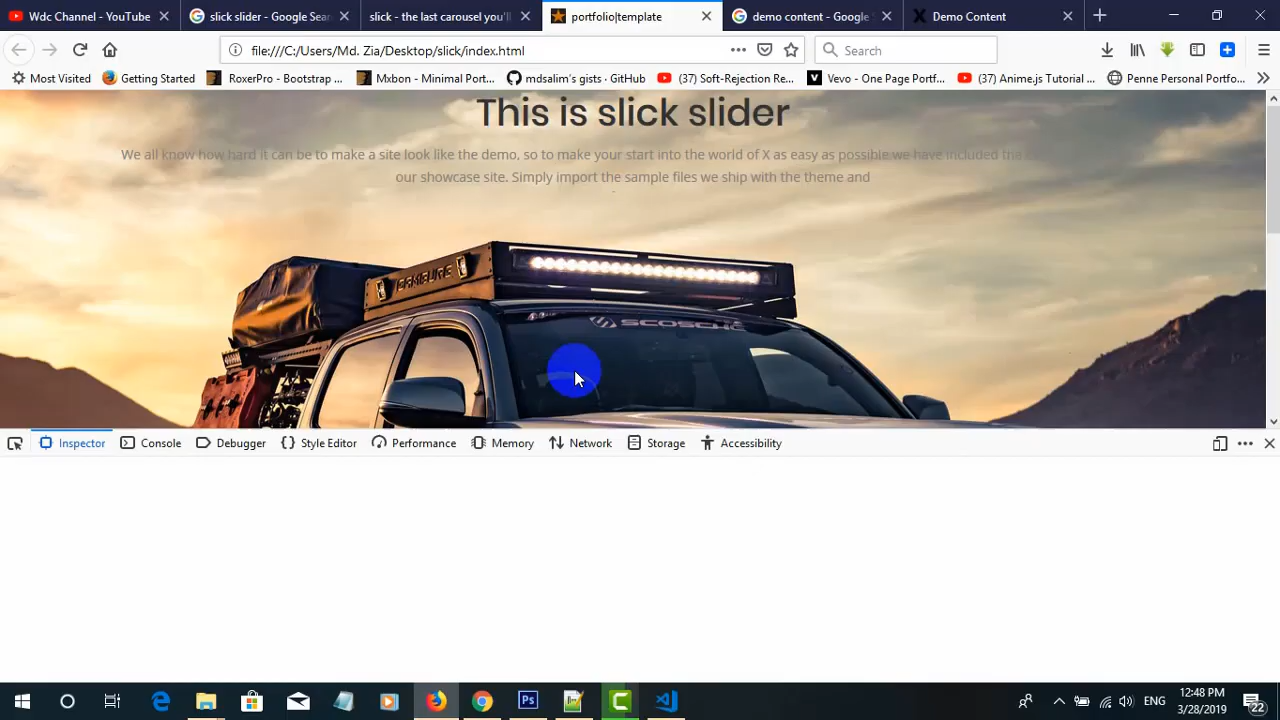 Wdc Channel - YouTube
slick slider - Google Sear
slick - the last carousel you'll
portfolio|template
demo content - Google S
Demo Content
file:///C:/Users/Md. Zia/Desktop/slick/index.html
Search
Most Visited
Getting Started
RoxerPro - Bootstrap ...
Mxbon - Minimal Port...
mdsalim's gists · GitHub
(37) Soft-Rejection Re...
Vevo - One Page Portf...
(37) Anime.js Tutorial ...
Penne Personal Portfo...
This is slick slider
We all know how hard it can be to make a site look like the demo, so to make your start into the world of X as easy as possible we have included the
our showcase site. Simply import the sample files we ship with the theme and
CAMBURG
SCOSCHE
Inspector
Console
Debugger
Style Editor
Performance
Memory
Network
Storage
Accessibility
ENG
12:48 PM
3/28/2019
22